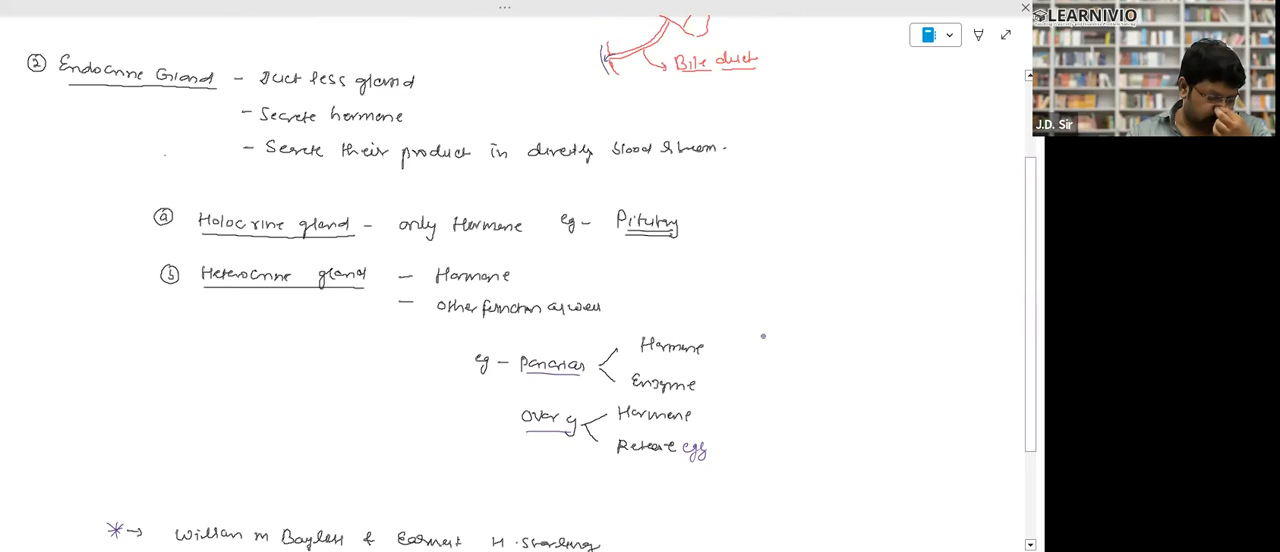 LEARNIVIO
J.D. Sir
Bile duct
② Endocrine Gland - Duct less gland
- Secrete hormone
- Secrete their product in directly blood stream.
ⓐ Holocrine gland - only Hormone eg - Pitutary
ⓑ Heterocrine gland - Hormone
- Other function as well
eg - Pancrias Hormone
Enzyme
Ovary Hormone
Release egg
* → William M Bayliss & Earnest H. Starling